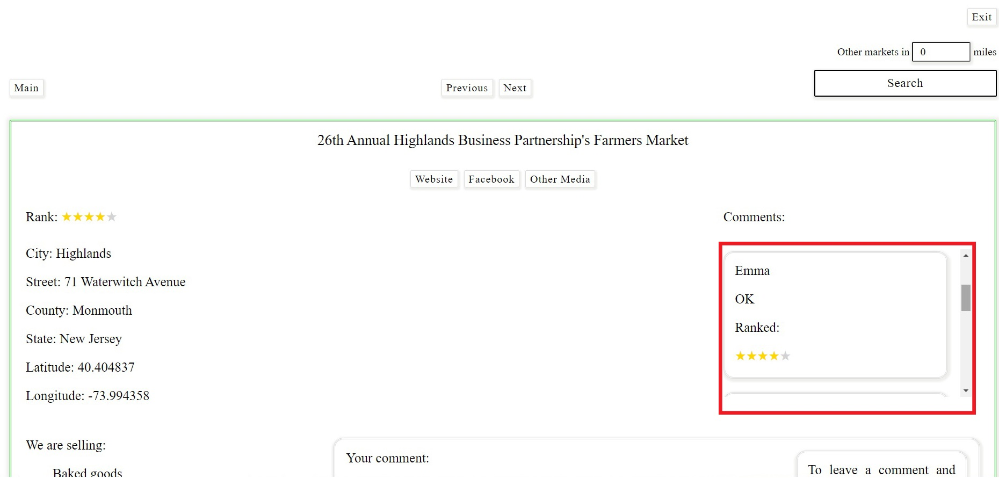 Exit
Other markets in 0 miles
Main
Previous Next
Search
26th Annual Highlands Business Partnership's Farmers Market
Website Facebook Other Media
Rank:
City: Highlands
Street: 71 Waterwitch Avenue
County: Monmouth
State: New Jersey
Latitude: 40.404837
Longitude: -73.994358
Comments:
Emma
OK
Ranked:
We are selling:
Baked goods
Your comment:
To leave a comment and